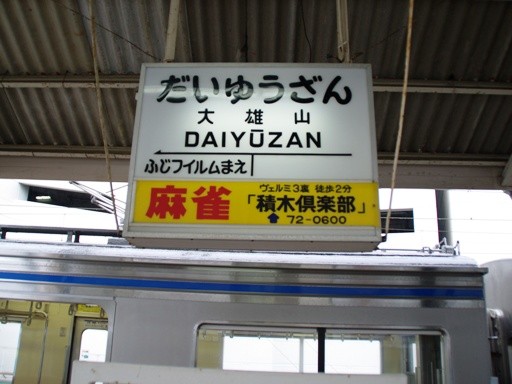 だいゆうざん
大雄山
DAIYŪZAN
ふじフイルムまえ
麻雀
ヴェルミ3裏 徒歩2分
「積木倶楽部」
72-0600